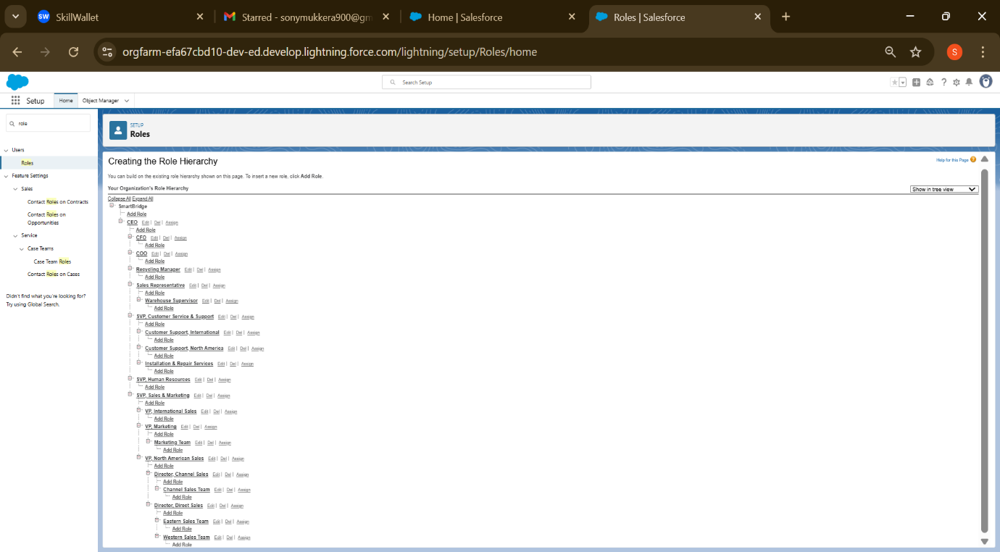 SkillWallet
Starred - sonymukkera900@gm
Home | Salesforce
Roles | Salesforce
orgfarm-efa67cbd10-dev-ed.develop.lightning.force.com/lightning/setup/Roles/home
S
Search Setup
Setup
Home
Object Manager
role
Users
Roles
Feature Settings
Sales
Contact Roles on Contracts
Contact Roles on
Opportunities
Service
Case Teams
Case Team Roles
Contact Roles on Cases
Didn't find what you're looking for?
Try using Global Search.
SETUP
Roles
Creating the Role Hierarchy
Help for this Page
You can build on the existing role hierarchy shown on this page. To insert a new role, click Add Role.
Your Organization's Role Hierarchy
Show in tree view
Collapse All Expand All
SmartBridge
Add Role
CEO Edit | Del | Assign
Add Role
CFO Edit | Del | Assign
Add Role
COO Edit | Del | Assign
Add Role
Recycling Manager Edit | Del | Assign
Add Role
Sales Representative Edit | Del | Assign
Add Role
Warehouse Supervisor Edit | Del | Assign
Add Role
SVP, Customer Service & Support Edit | Del | Assign
Add Role
Customer Support, International Edit | Del | Assign
Add Role
Customer Support, North America Edit | Del | Assign
Add Role
Installation & Repair Services Edit | Del | Assign
Add Role
SVP, Human Resources Edit | Del | Assign
Add Role
SVP, Sales & Marketing Edit | Del | Assign
Add Role
VP, International Sales Edit | Del | Assign
Add Role
VP, Marketing Edit | Del | Assign
Add Role
Marketing Team Edit | Del | Assign
Add Role
VP, North American Sales Edit | Del | Assign
Add Role
Director, Channel Sales Edit | Del | Assign
Add Role
Channel Sales Team Edit | Del | Assign
Add Role
Director, Direct Sales Edit | Del | Assign
Add Role
Eastern Sales Team Edit | Del | Assign
Add Role
Western Sales Team Edit | Del | Assign
Add Role